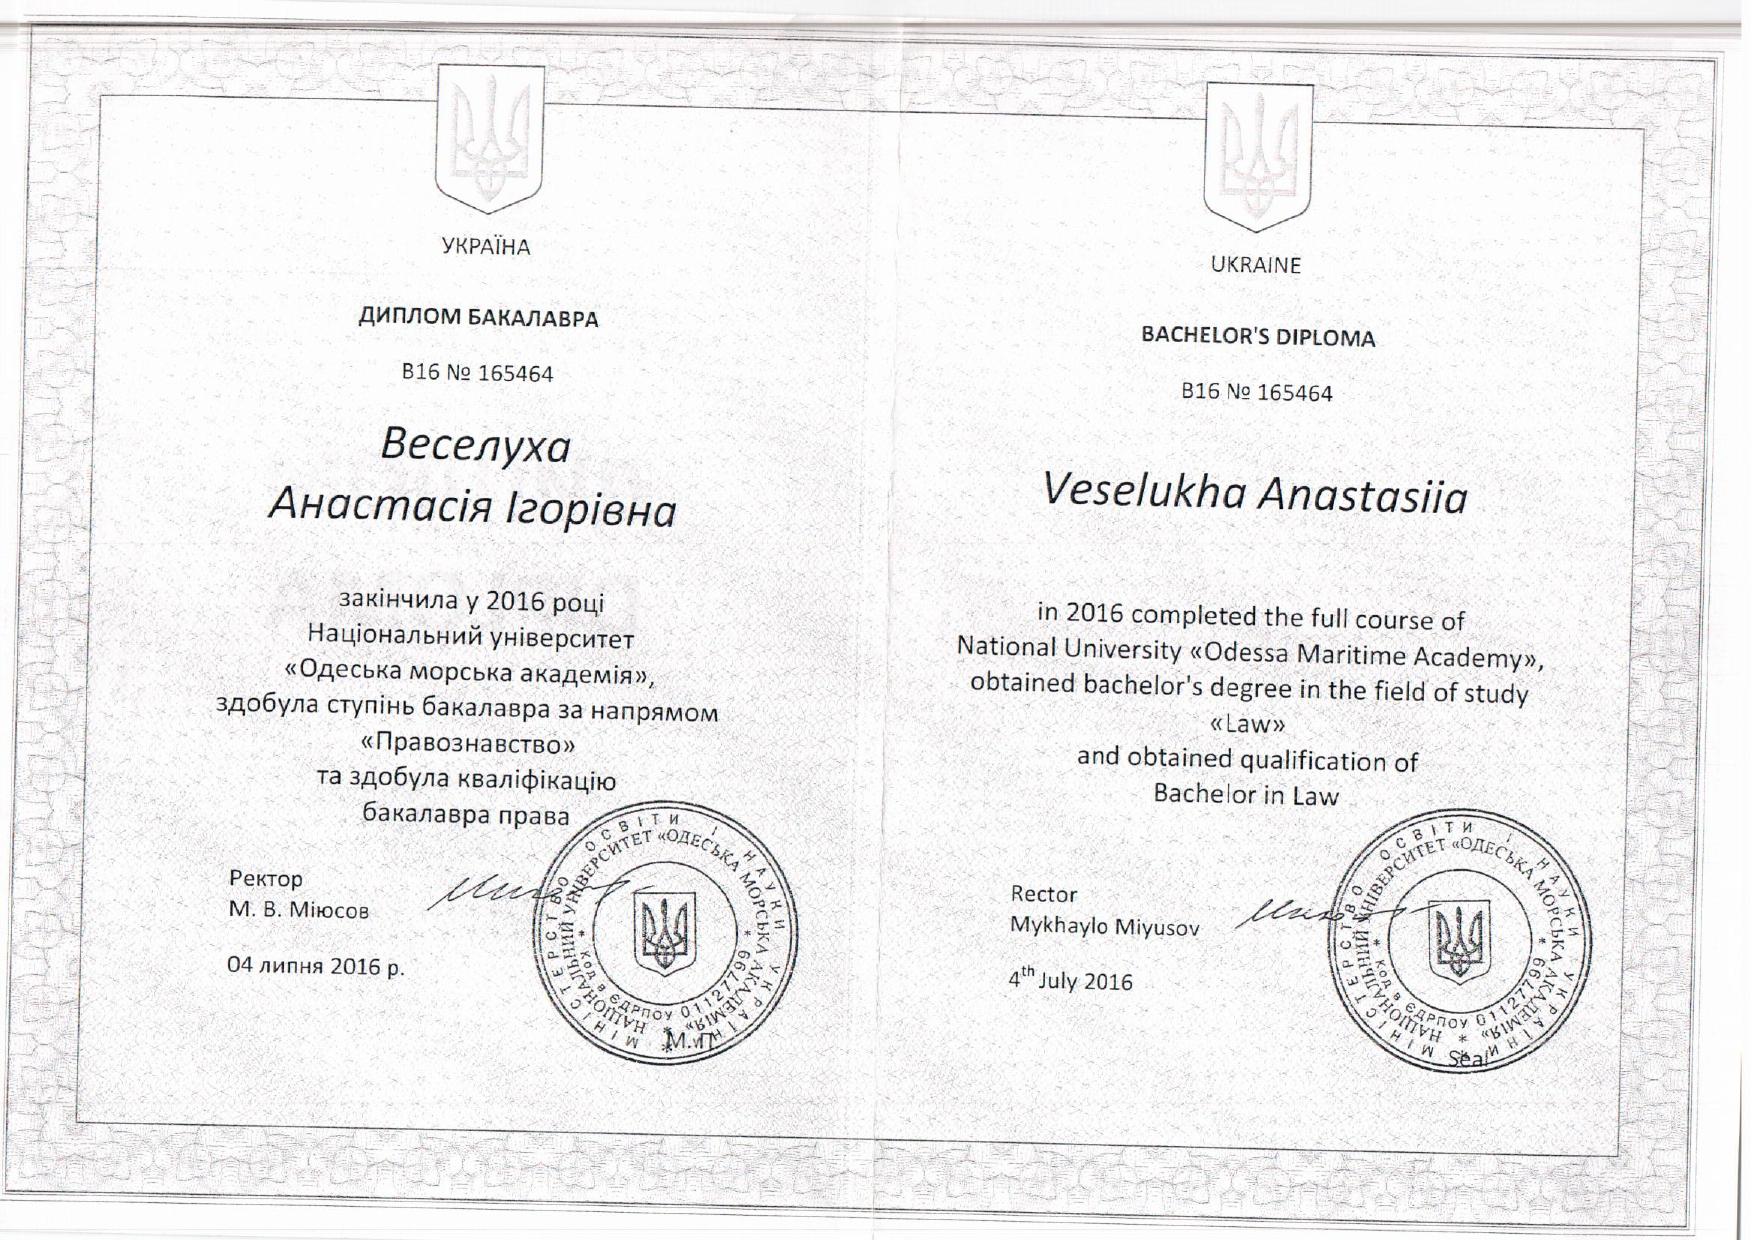 УКРАЇНА
ДИПЛОМ БАКАЛАВРА
В16 № 165464
Веселуха
Анастасія Ігорівна
закінчила у 2016 році
Національний університет
«Одеська морська академія»,
здобула ступінь бакалавра за напрямом
«Правознавство»
та здобула кваліфікацію
бакалавра права
Ректор
М. В. Міюсов
04 липня 2016 р.
МІНІСТЕРСТВО ОСВІТИ І НАУКИ УКРАЇНИ
НАЦІОНАЛЬНИЙ УНІВЕРСИТЕТ «ОДЕСЬКА МОРСЬКА АКАДЕМІЯ»
* Код в ЄДРПОУ 01127799 *
М.П.
UKRAINE
BACHELOR'S DIPLOMA
B16 № 165464
Veselukha Anastasiia
in 2016 completed the full course of
National University «Odessa Maritime Academy»,
obtained bachelor's degree in the field of study
«Law»
and obtained qualification of
Bachelor in Law
Rector
Mykhaylo Miyusov
4th July 2016
МІНІСТЕРСТВО ОСВІТИ І НАУКИ УКРАЇНИ
НАЦІОНАЛЬНИЙ УНІВЕРСИТЕТ «ОДЕСЬКА МОРСЬКА АКАДЕМІЯ»
* Код в ЄДРПОУ 01127799 *
Seal